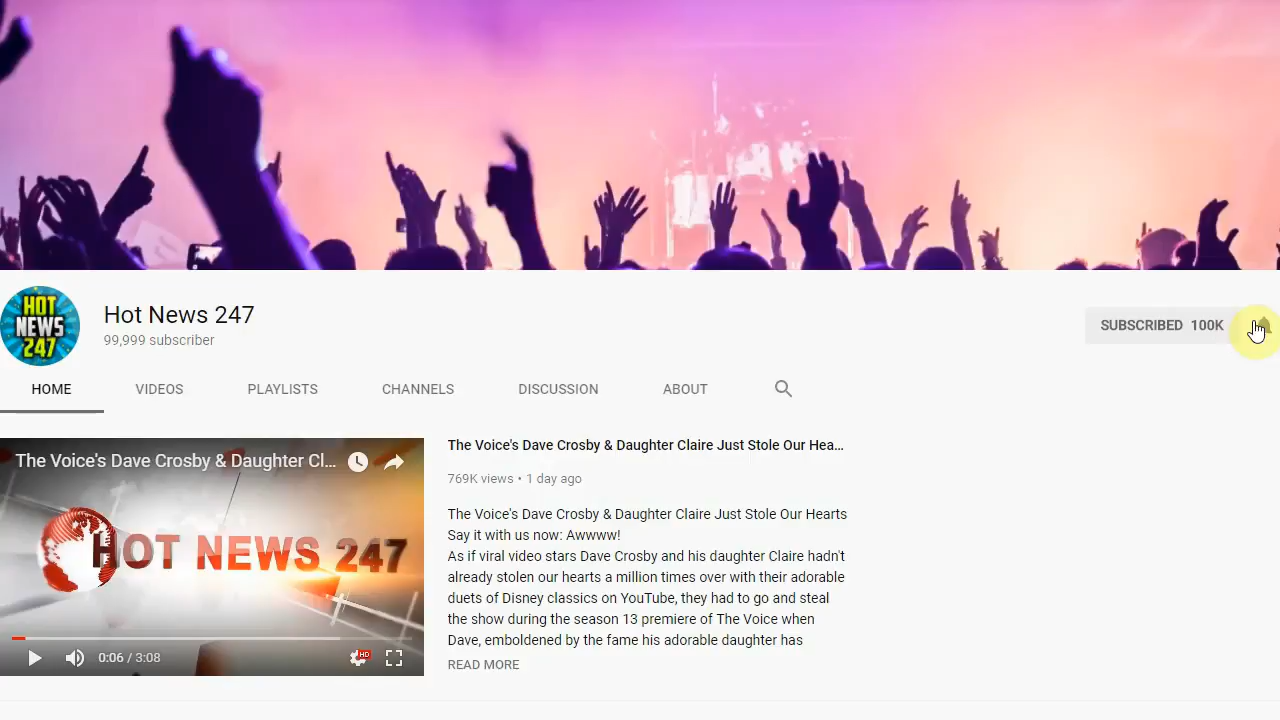 HOT
NEWS
247
Hot News 247
99,999 subscriber
SUBSCRIBED 100K
HOME
VIDEOS
PLAYLISTS
CHANNELS
DISCUSSION
ABOUT
The Voice's Dave Crosby & Daughter Cl...
HOT NEWS 247
0:06 / 3:08
HD
The Voice's Dave Crosby & Daughter Claire Just Stole Our Hea...
769K views • 1 day ago
The Voice's Dave Crosby & Daughter Claire Just Stole Our Hearts
Say it with us now: Awwww!
As if viral video stars Dave Crosby and his daughter Claire hadn't
already stolen our hearts a million times over with their adorable
duets of Disney classics on YouTube, they had to go and steal
the show during the season 13 premiere of The Voice when
Dave, emboldened by the fame his adorable daughter has
READ MORE